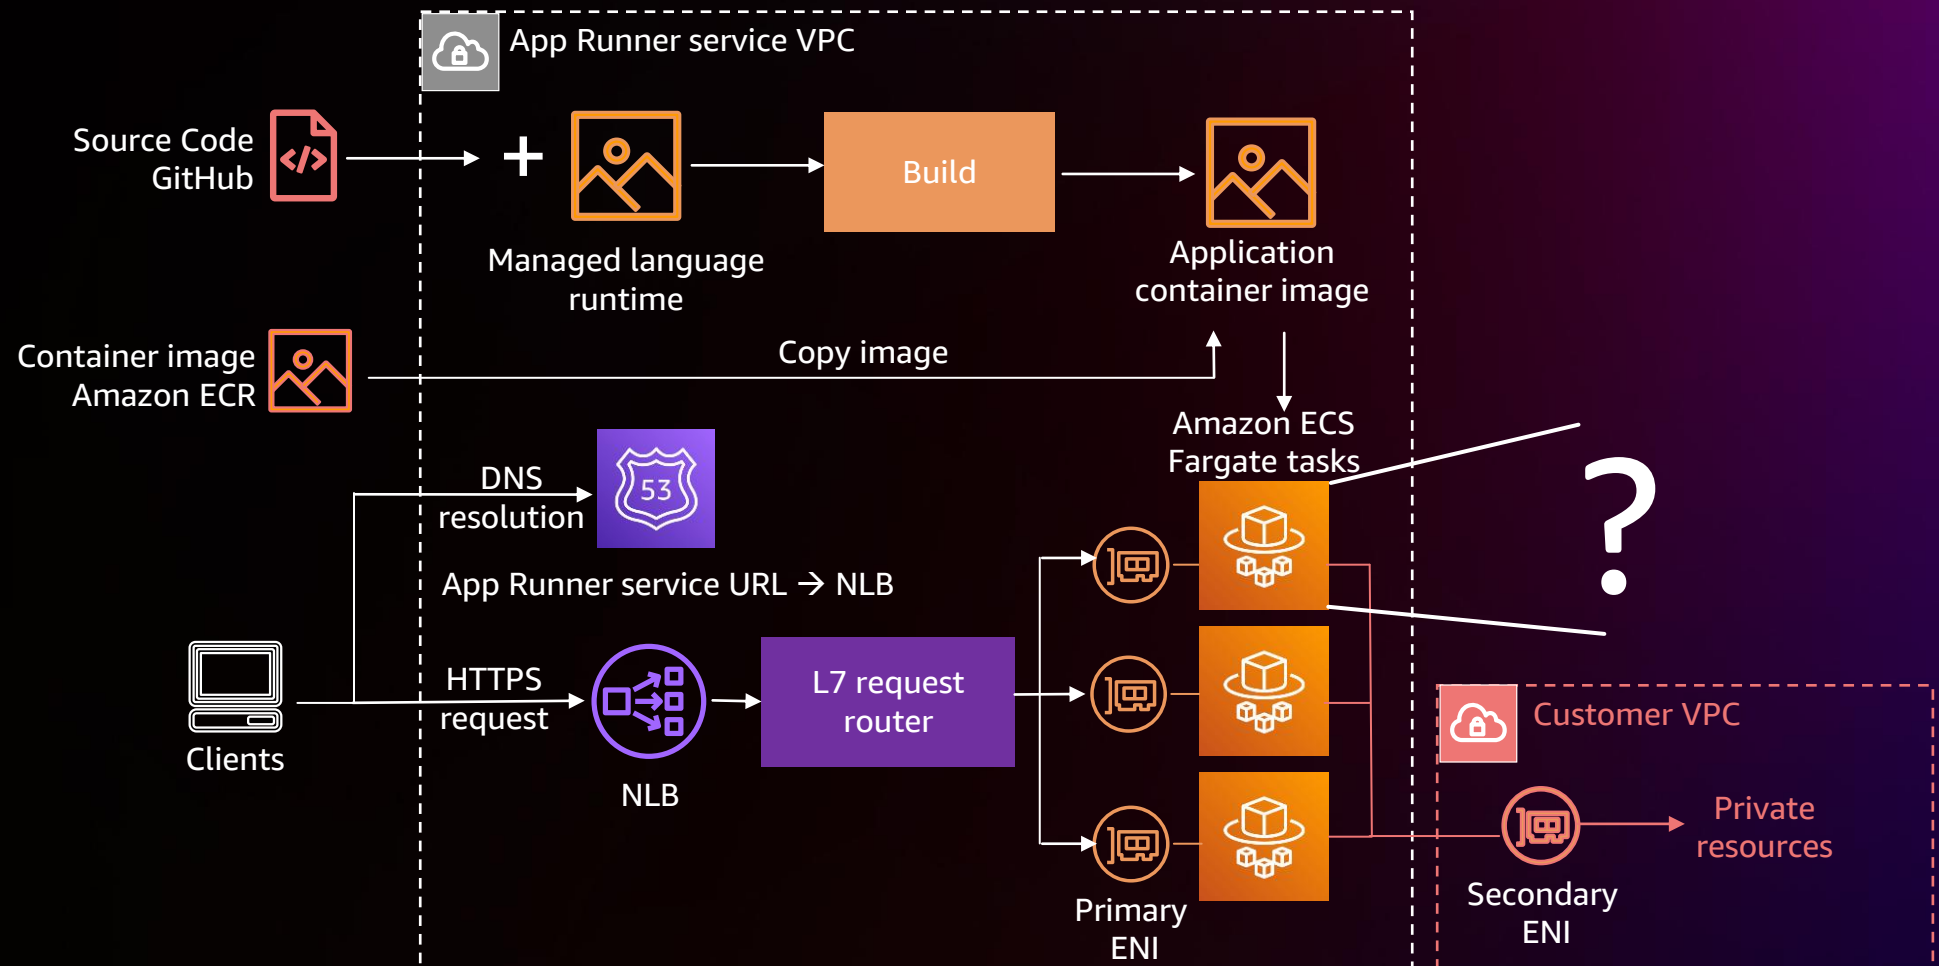 App Runner service VPC
Source Code
GitHub
</>
+
Build
Managed language
runtime
Application
container image
Container image
Amazon ECR
Copy image
Amazon ECS
Fargate tasks
DNS
resolution
53
?
App Runner service URL → NLB
HTTPS
request
L7 request
router
Clients
NLB
Customer VPC
Private
resources
Primary
ENI
Secondary
ENI